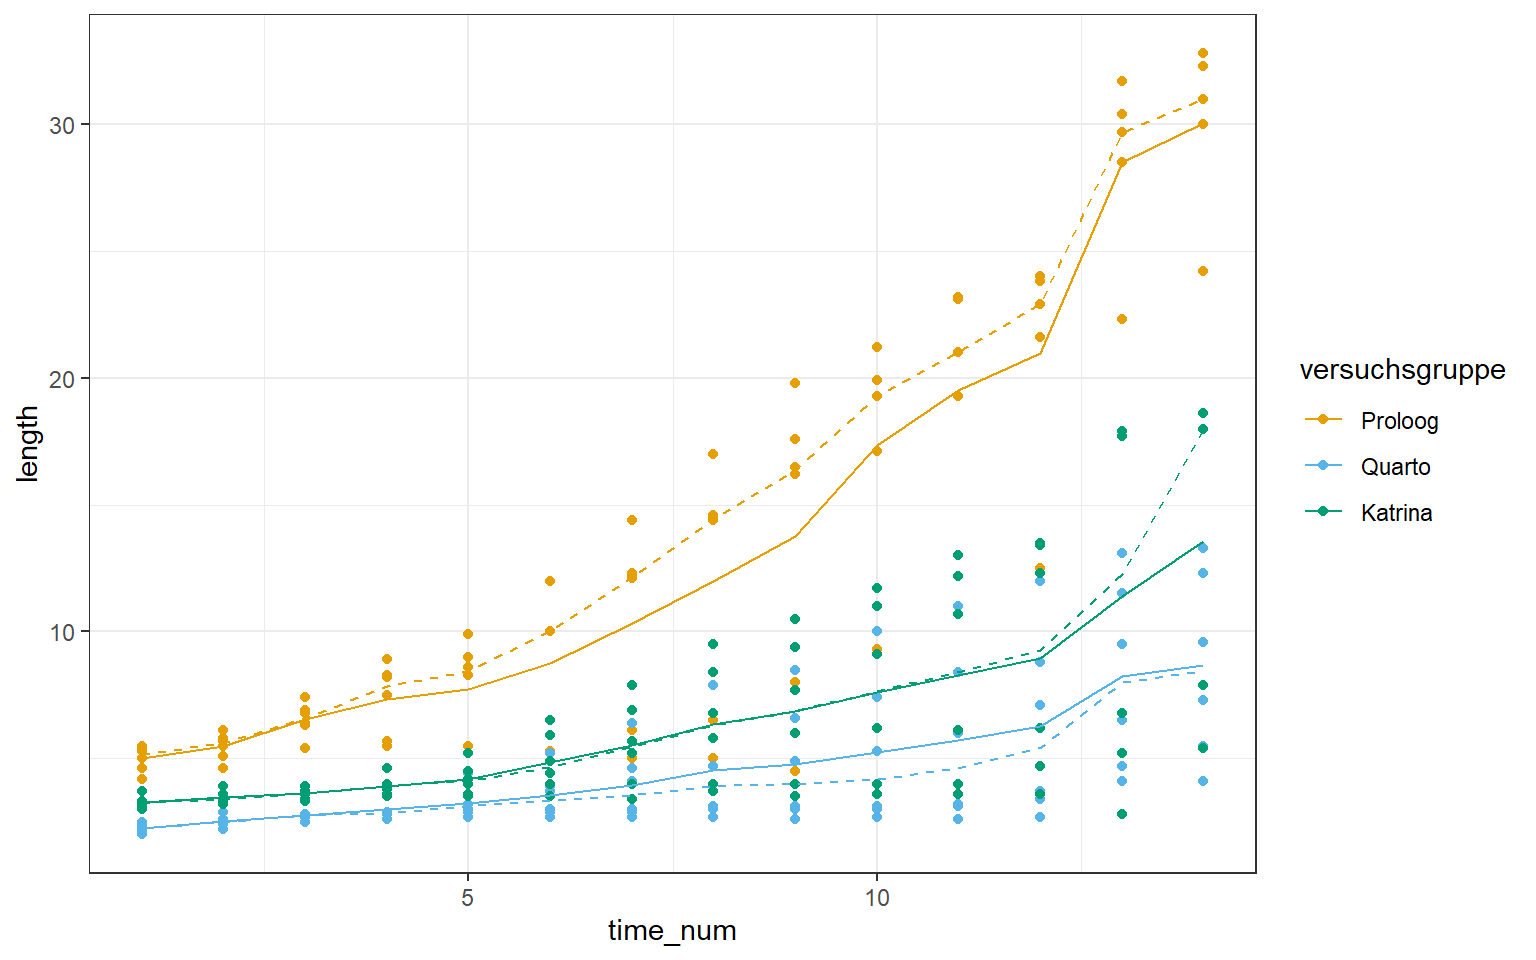 30
20
10
length
5
10
time_num
versuchsgruppe
Proloog
Quarto
Katrina